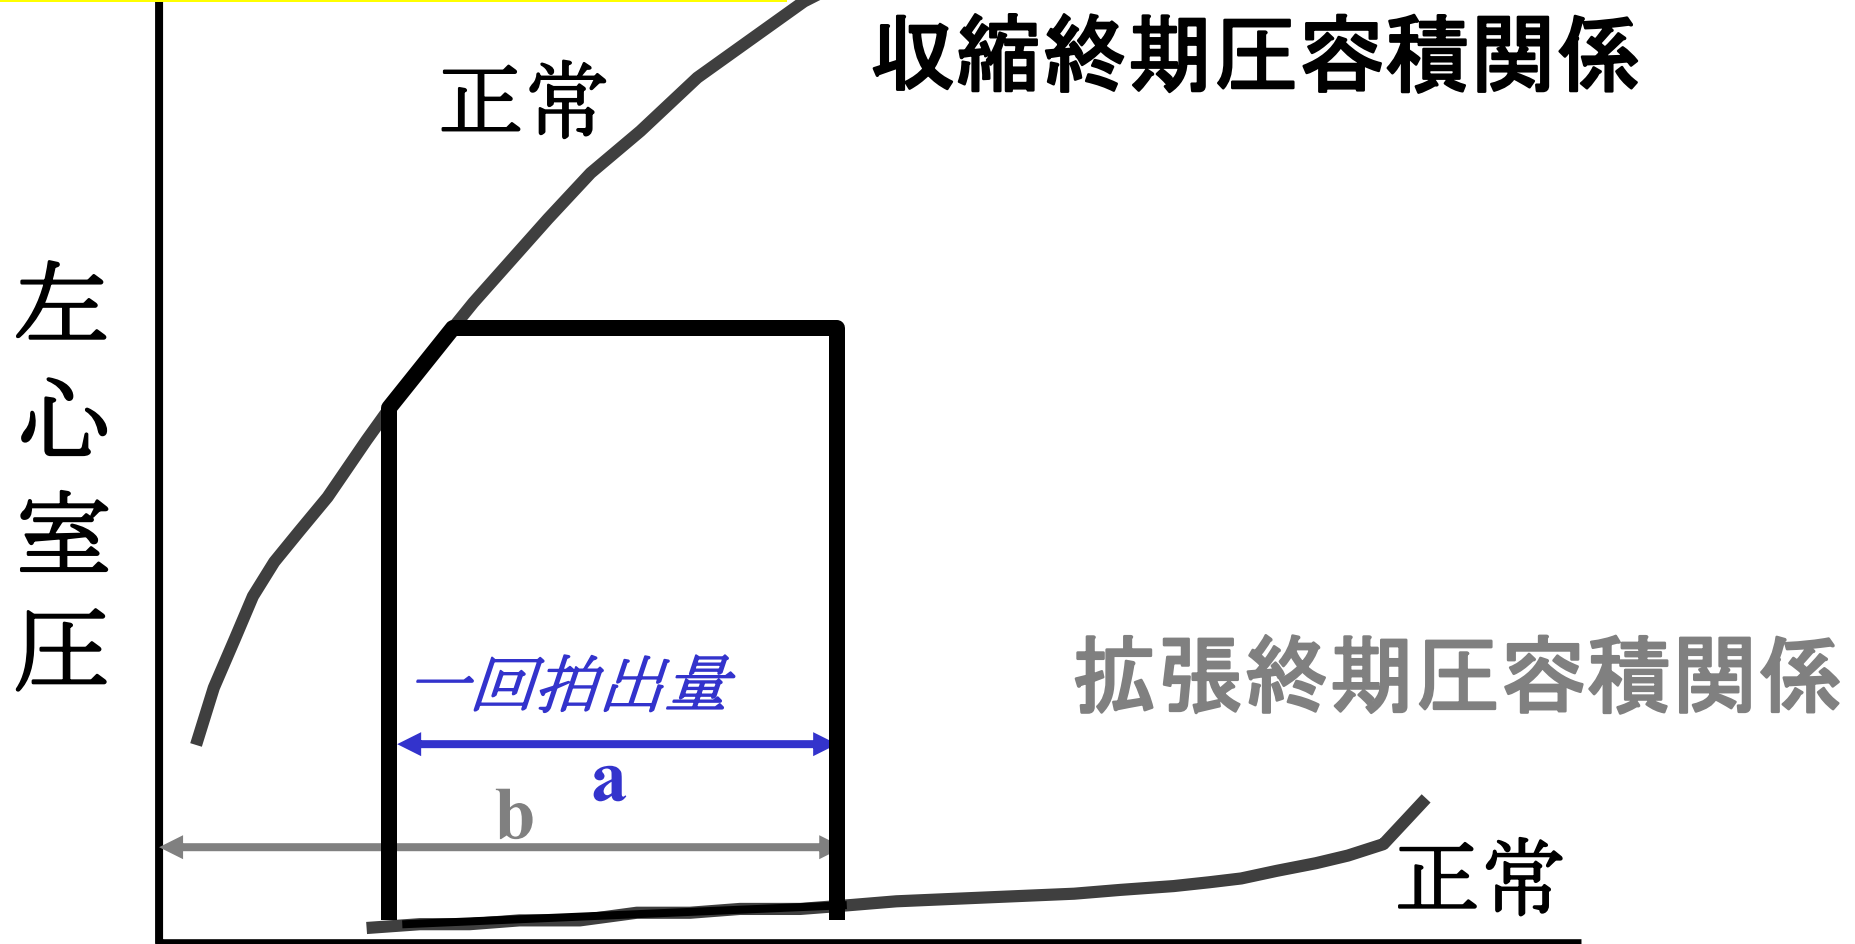 収縮終期圧容積関係
正常
左心室圧
拡張終期圧容積関係
一回拍出量
a
b
正常